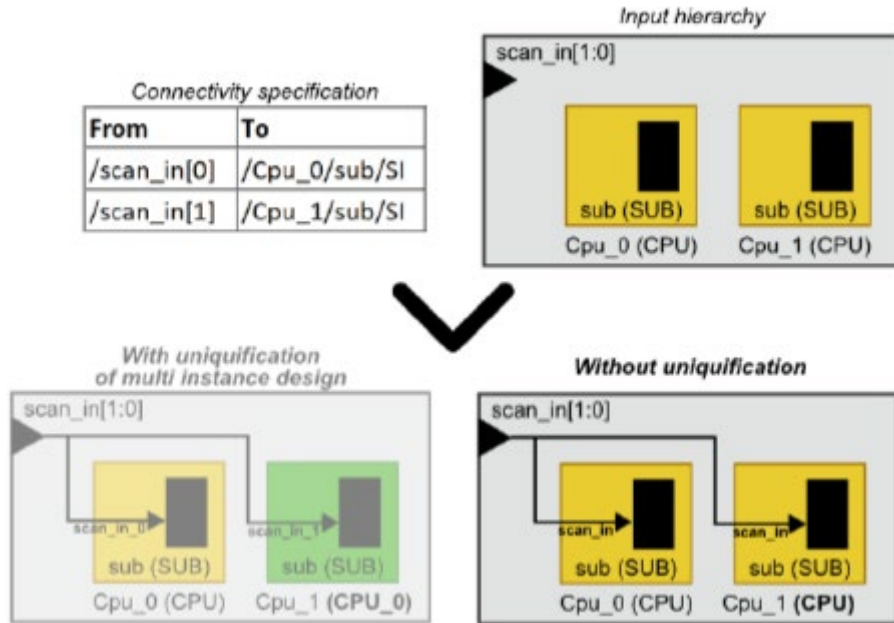 Input hierarchy
scan_in[1:0]
Connectivity specification
From To
/scan_in[0] /Cpu_0/sub/SI
/scan_in[1] /Cpu_1/sub/SI
sub (SUB) sub (SUB)
Cpu_0 (CPU) Cpu_1 (CPU)
With uniquification
of multi instance design
scan_in[1:0]
scan_in_0 scan_in_1
sub (SUB) sub (SUB)
Cpu_0 (CPU) Cpu_1 (CPU_0)
Without uniquification
scan_in[1:0]
scan_in scan_in
sub (SUB) sub (SUB)
Cpu_0 (CPU) Cpu_1 (CPU)